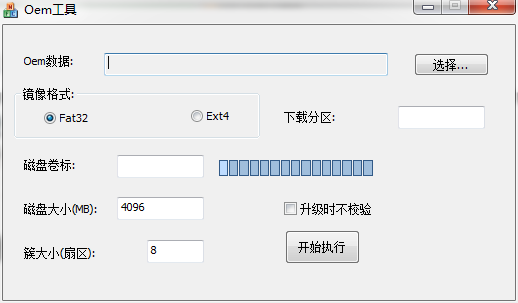 Oem工具
Oem数据:
选择...
镜像格式:
Fat32
Ext4
下载分区:
磁盘卷标:
磁盘大小(MB):
4096
升级时不校验
簇大小(扇区):
8
开始执行